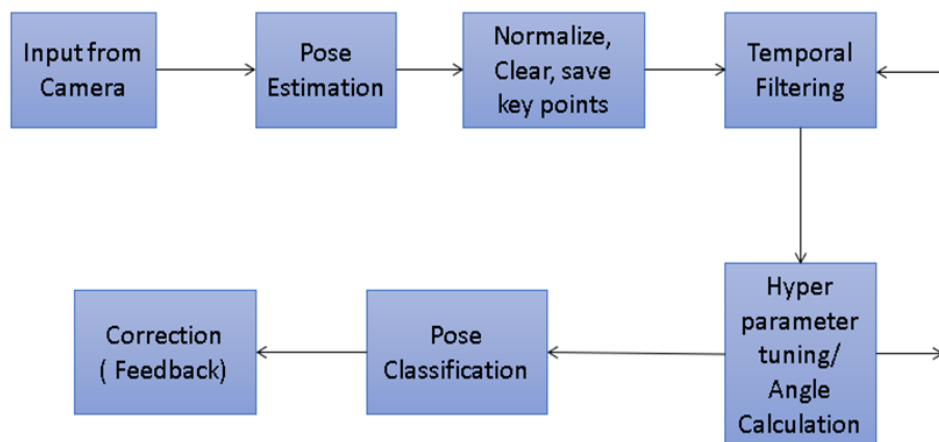 Input from
Camera
Pose
Estimation
Normalize,
Clear, save
key points
Temporal
Filtering
Correction
( Feedback)
Pose
Classification
Hyper
parameter
tuning/
Angle
Calculation